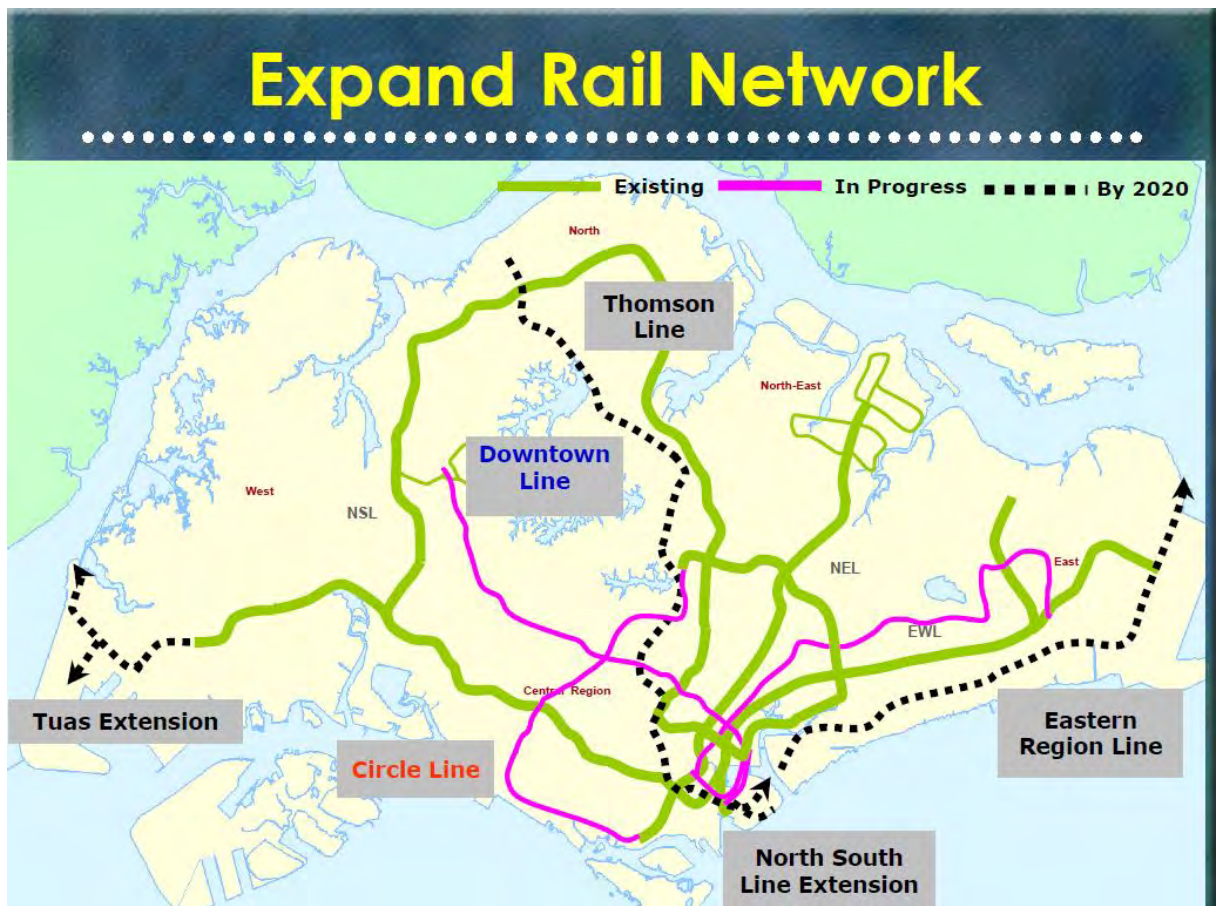 Expand Rail Network
Existing
In Progress
By 2020
North
Thomson
Line
North-East
Downtown
Line
West
NSL
NEL
East
EWL
Central Region
Tuas Extension
Circle Line
Eastern
Region Line
North South
Line Extension